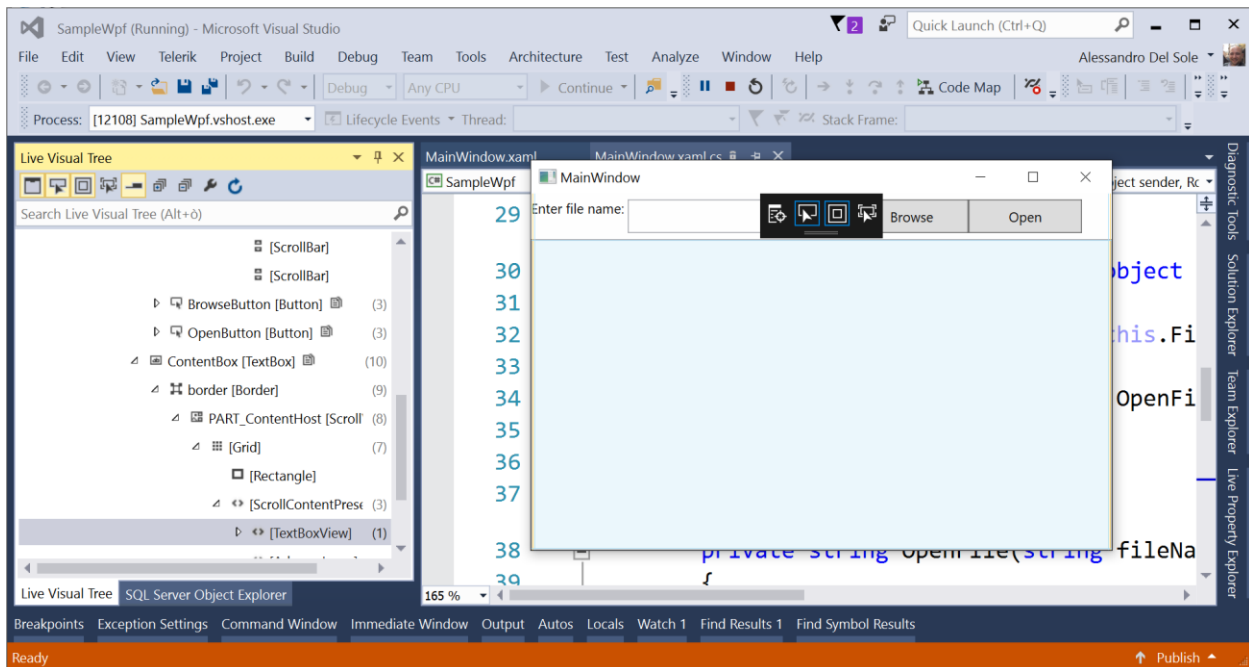 SampleWpf (Running) - Microsoft Visual Studio
2
Quick Launch (Ctrl+Q)
File Edit View Telerik Project Build Debug Team Tools Architecture Test Analyze Window Help
Alessandro Del Sole
Debug Any CPU Continue Code Map
Process: [12108] SampleWpf.vshost.exe Lifecycle Events Thread: Stack Frame:
Live Visual Tree
Search Live Visual Tree (Alt+ò)
[ScrollBar]
[ScrollBar]
BrowseButton [Button] (3)
OpenButton [Button] (3)
ContentBox [TextBox] (10)
border [Border] (9)
PART_ContentHost [Scroll (8)
[Grid] (7)
[Rectangle]
[ScrollContentPrese (3)
[TextBoxView] (1)
Live Visual Tree SQL Server Object Explorer
MainWindow.xaml MainWindow.xaml.cs
SampleWpf
ject sender, Rc
MainWindow
Enter file name:
Browse
Open
29
30 object
31
32 this.Fi
33
34 OpenFi
35
36
37
38 private string OpenFile(string fileNa
39 {
165 %
Diagnostic Tools
Solution Explorer
Team Explorer
Live Property Explorer
Breakpoints Exception Settings Command Window Immediate Window Output Autos Locals Watch 1 Find Results 1 Find Symbol Results
Ready
Publish